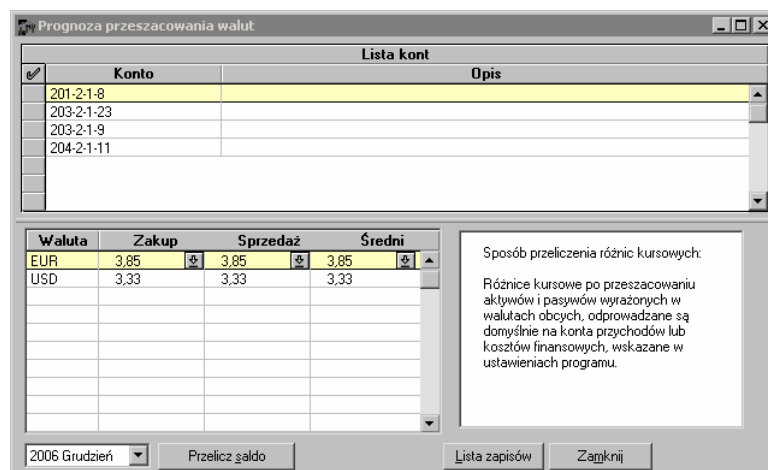 Prognoza przeszacowania walut
Lista kont
Konto Opis
201-2-1-8
203-2-1-23
203-2-1-9
204-2-1-11
Waluta Zakup Sprzedaż Średni
EUR 3,85 3,85 3,85
USD 3,33 3,33 3,33
Sposób przeliczenia różnic kursowych:
Różnice kursowe po przeszacowaniu
aktywów i pasywów wyrażonych w
walutach obcych, odprowadzane są
domyślnie na konta przychodów lub
kosztów finansowych, wskazane w
ustawieniach programu.
2006 Grudzień Przelicz saldo Lista zapisów Zamknij